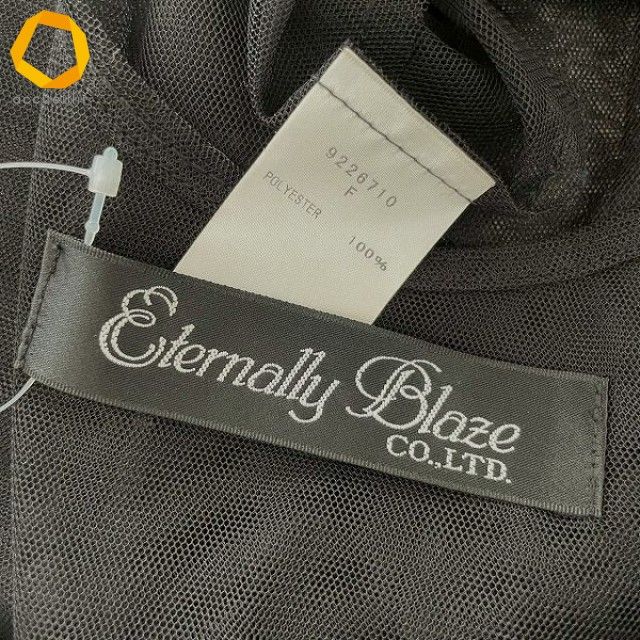 9226710
F
POLYESTER 100%
Eternally Blaze
CO.,LTD.